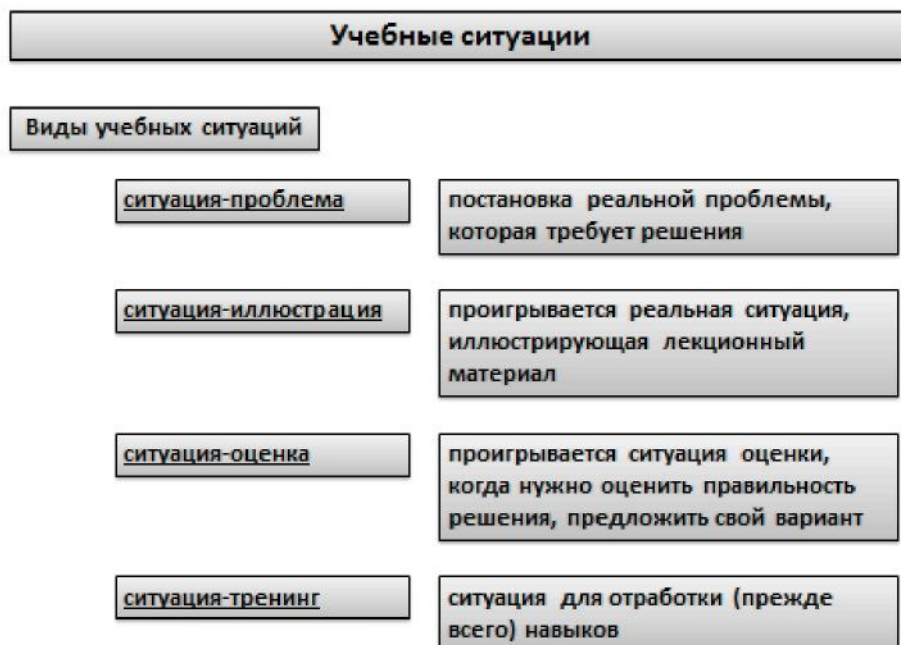 Учебные ситуации
Виды учебных ситуаций
ситуация-проблема
постановка реальной проблемы,
которая требует решения
ситуация-иллюстрация
проигрывается реальная ситуация,
иллюстрирующая лекционный
материал
ситуация-оценка
проигрывается ситуация оценки,
когда нужно оценить правильность
решения, предложить свой вариант
ситуация-тренинг
ситуация для отработки (прежде
всего) навыков